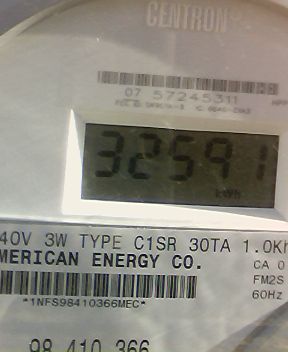 CENTRON
07 57245311
32591
kWh
40V 3W TYPE C1SR 30TA 1.0Kh
MERICAN ENERGY CO.
CA 0
FM2S
*1NFS98410366MEC*
60Hz
98 410 366